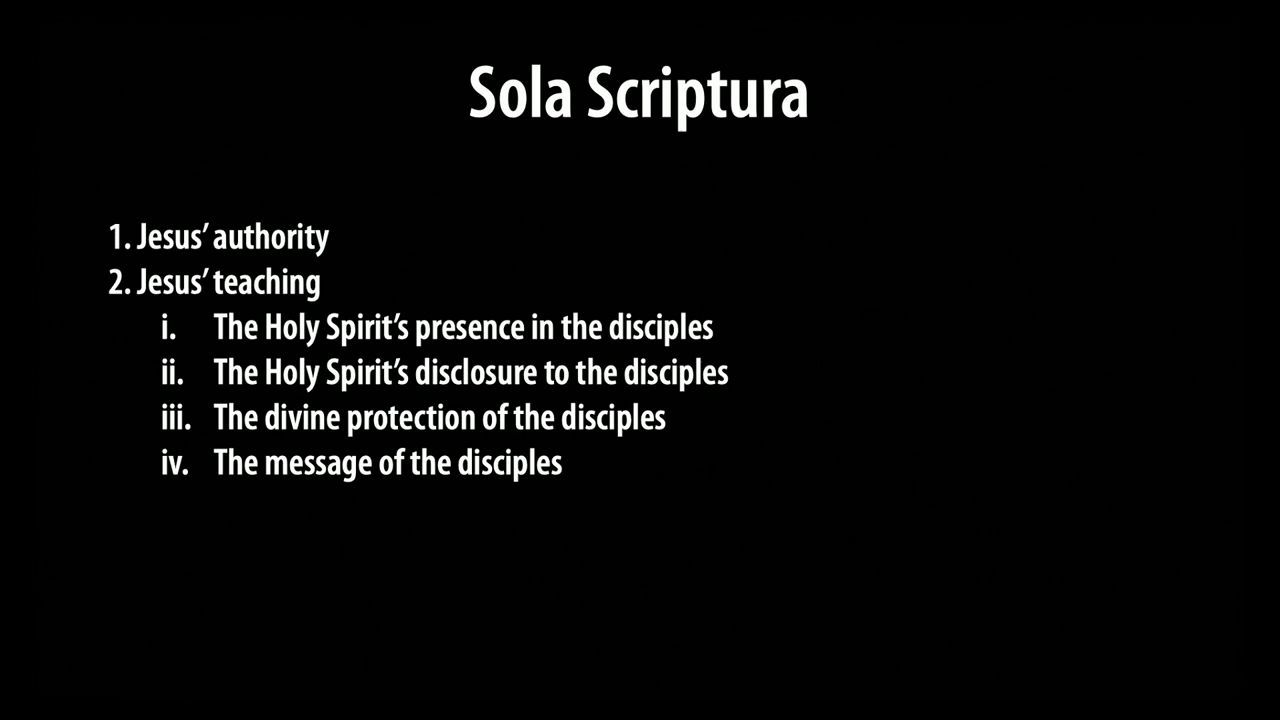 Sola Scriptura
1. Jesus’ authority
2. Jesus’ teaching
i. The Holy Spirit’s presence in the disciples
ii. The Holy Spirit’s disclosure to the disciples
iii. The divine protection of the disciples
iv. The message of the disciples